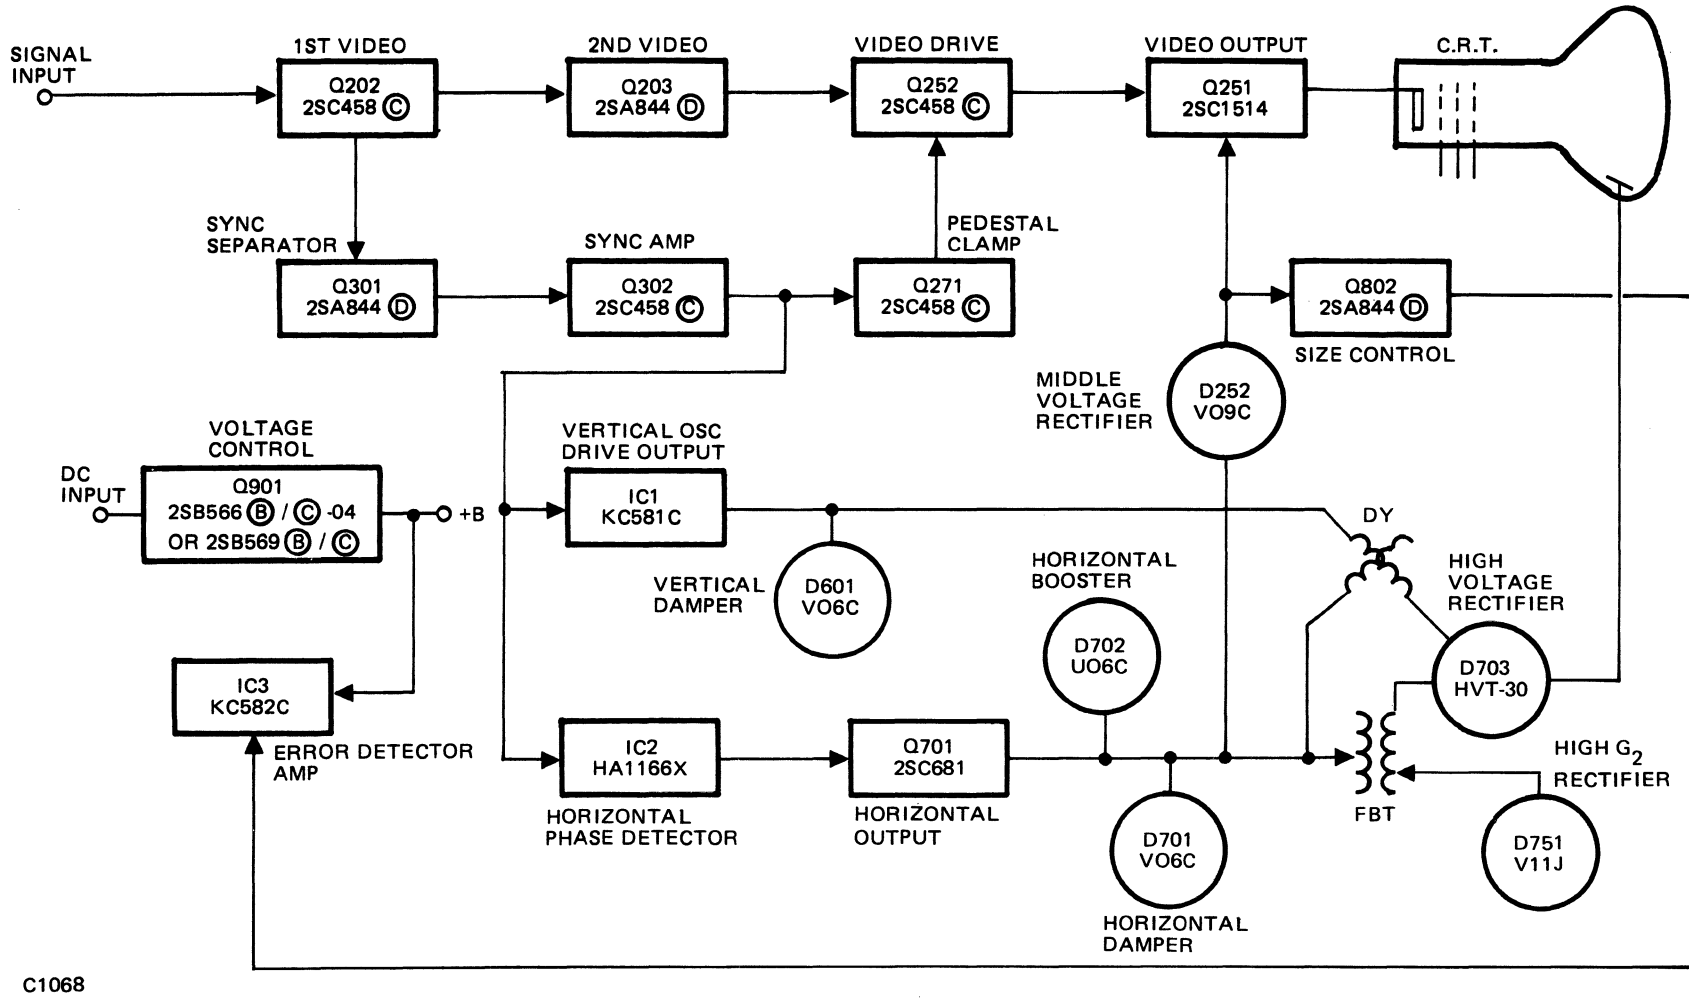 SIGNAL
INPUT
1ST VIDEO
Q202
2SC458 Ⓒ
2ND VIDEO
Q203
2SA844 Ⓓ
VIDEO DRIVE
Q252
2SC458 Ⓒ
VIDEO OUTPUT
Q251
2SC1514
C.R.T.
SYNC
SEPARATOR
Q301
2SA844 Ⓓ
SYNC AMP
Q302
2SC458 Ⓒ
PEDESTAL
CLAMP
Q271
2SC458 Ⓒ
Q802
2SA844 Ⓓ
SIZE CONTROL
MIDDLE
VOLTAGE
RECTIFIER
D252
VO9C
VOLTAGE
CONTROL
DC
INPUT
Q901
2SB566 Ⓑ / Ⓒ -04
OR 2SB569 Ⓑ / Ⓒ
+B
VERTICAL OSC
DRIVE OUTPUT
IC1
KC581C
VERTICAL
DAMPER
D601
VO6C
HORIZONTAL
BOOSTER
D702
UO6C
DY
HIGH
VOLTAGE
RECTIFIER
D703
HVT-30
IC3
KC582C
ERROR DETECTOR
AMP
IC2
HA1166X
HORIZONTAL
PHASE DETECTOR
Q701
2SC681
HORIZONTAL
OUTPUT
D701
VO6C
HORIZONTAL
DAMPER
FBT
HIGH G2
RECTIFIER
D751
V11J
C1068